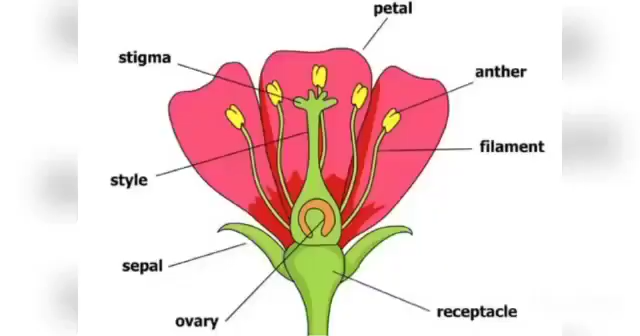 petal
stigma
anther
filament
style
sepal
ovary
receptacle